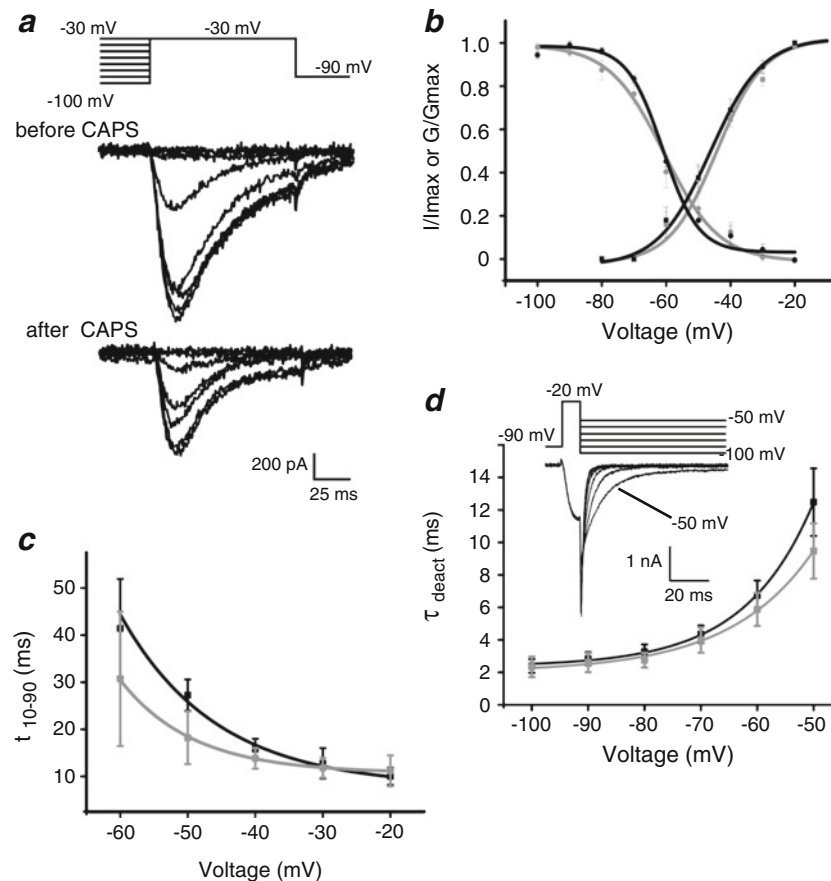 a
-30 mV
-30 mV
-90 mV
-100 mV
before CAPS
after CAPS
200 pA
25 ms
b
I/Imax or G/Gmax
1.0
0.8
0.6
0.4
0.2
0
-100
-80
-60
-40
-20
Voltage (mV)
c
t 10-90 (ms)
50
40
30
20
10
-60
-50
-40
-30
-20
Voltage (mV)
d
-20 mV
-90 mV
-50 mV
-100 mV
-50 mV
1 nA
20 ms
τ deact (ms)
14
12
10
8
6
4
2
0
-100
-90
-80
-70
-60
-50
Voltage (mV)